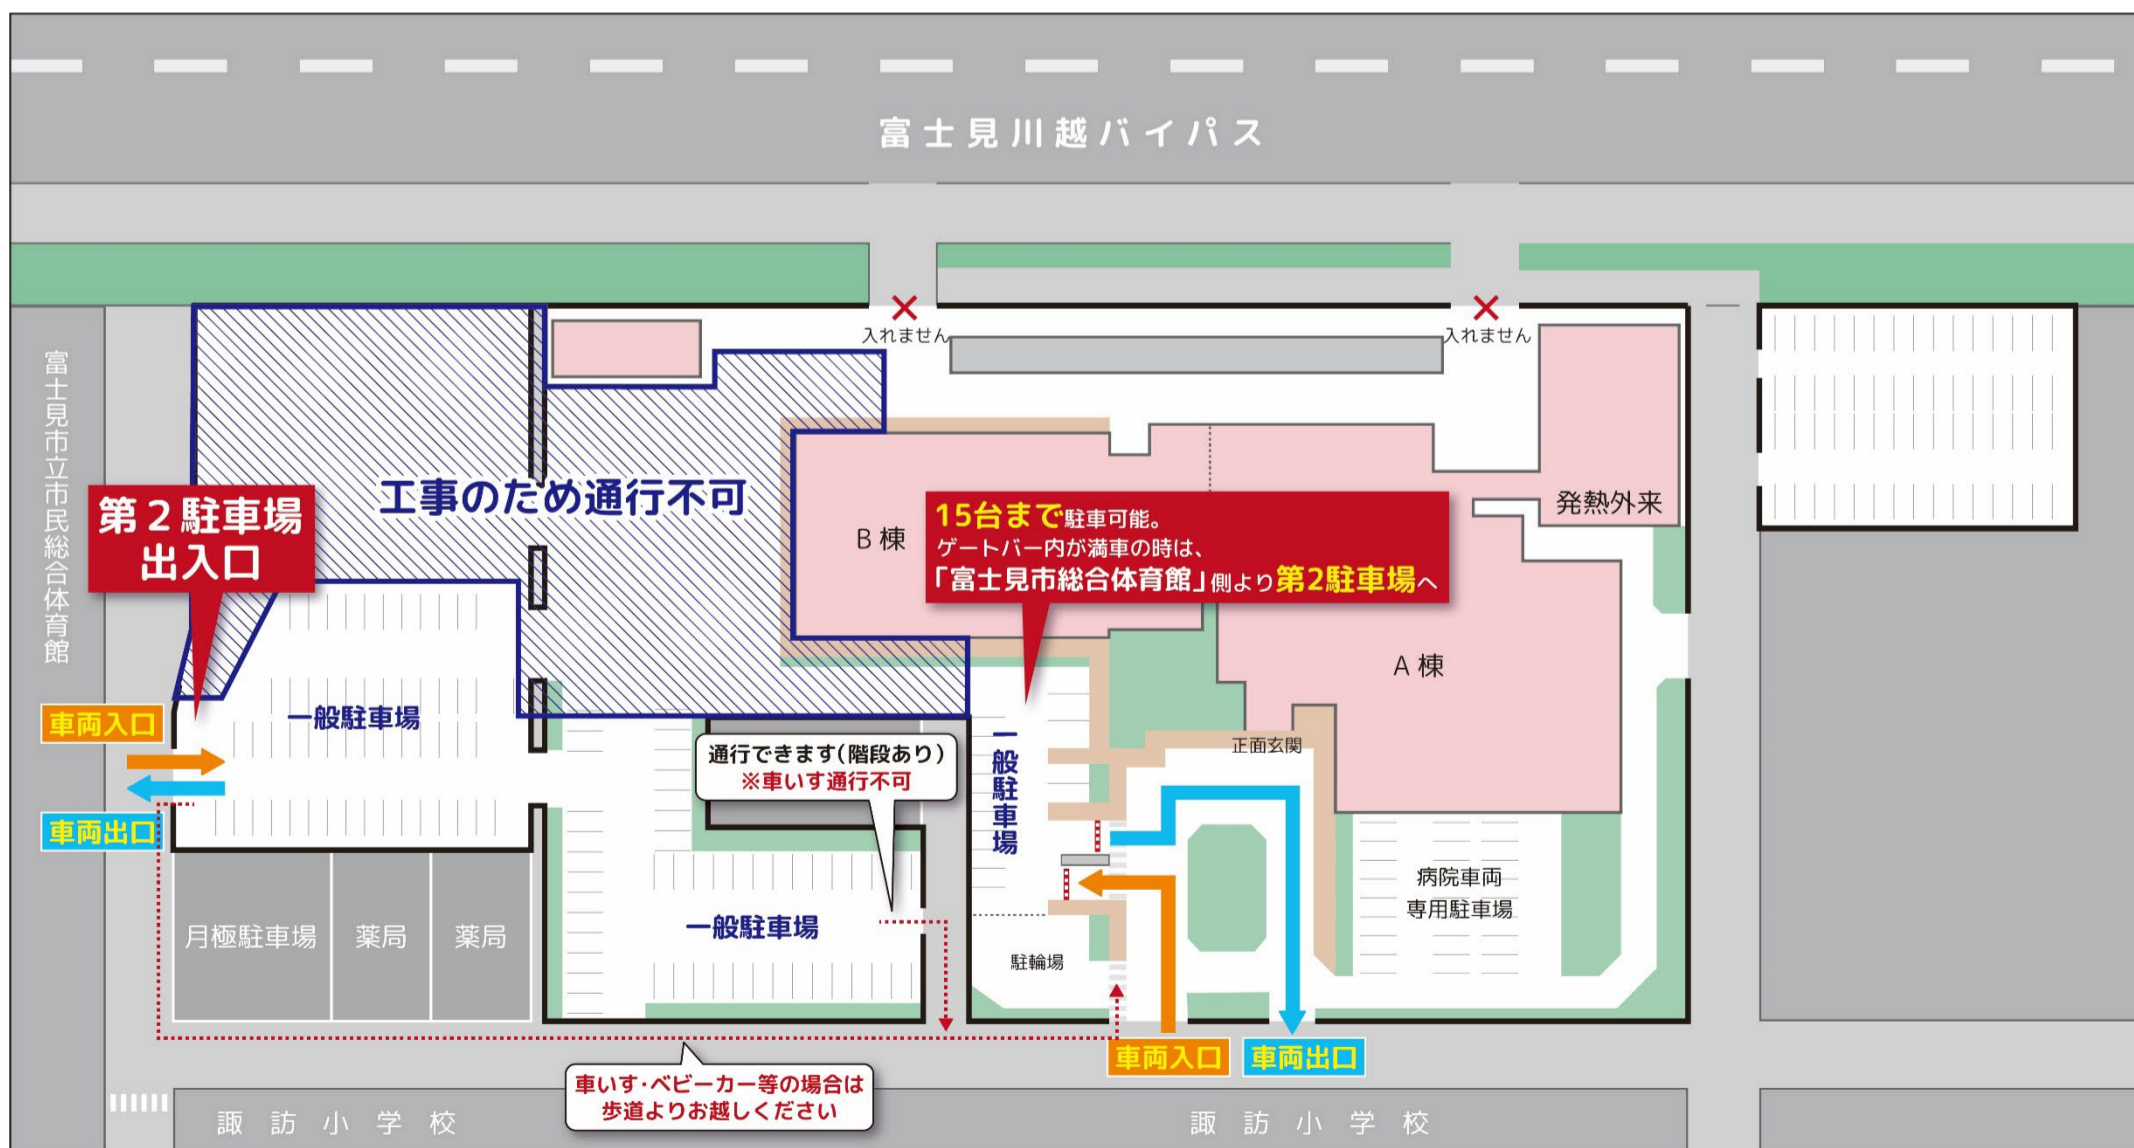 富士見川越バイパス
入れません
入れません
富士見市立市民総合体育館
第2駐車場
出入口
工事のため通行不可
B棟
15台まで駐車可能。
ゲートバー内が満車の時は、
「富士見市総合体育館」側より第2駐車場へ
発熱外来
A棟
車両入口
一般駐車場
車両出口
通行できます(階段あり)
※車いす通行不可
一般駐車場
正面玄関
病院車両
専用駐車場
月極駐車場
薬局
薬局
一般駐車場
駐輪場
車両入口
車両出口
車いす・ベビーカー等の場合は
歩道よりお越しください
諏訪小学校
諏訪小学校